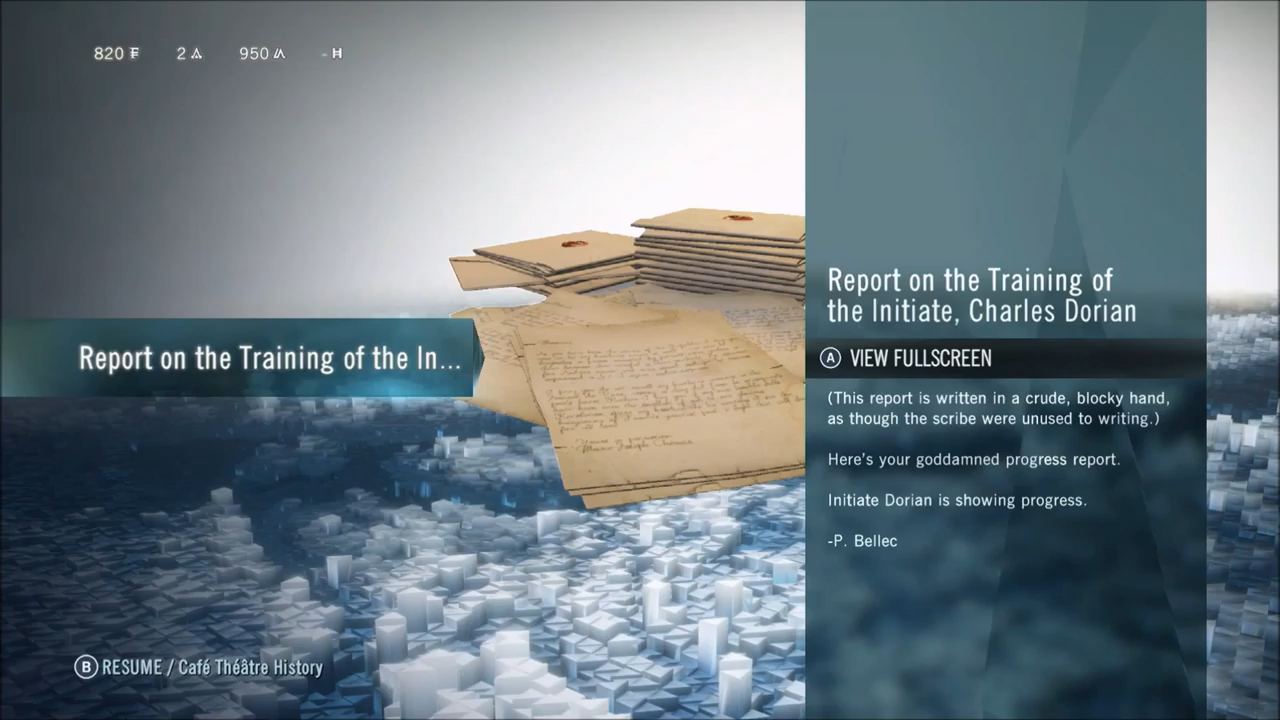 820 2 950 -
Report on the Training of
the Initiate, Charles Dorian
Report on the Training of the In...
A VIEW FULLSCREEN
(This report is written in a crude, blocky hand,
as though the scribe were unused to writing.)
Here's your goddamned progress report.
Initiate Dorian is showing progress.
-P. Bellec
B RESUME / Café Théâtre History